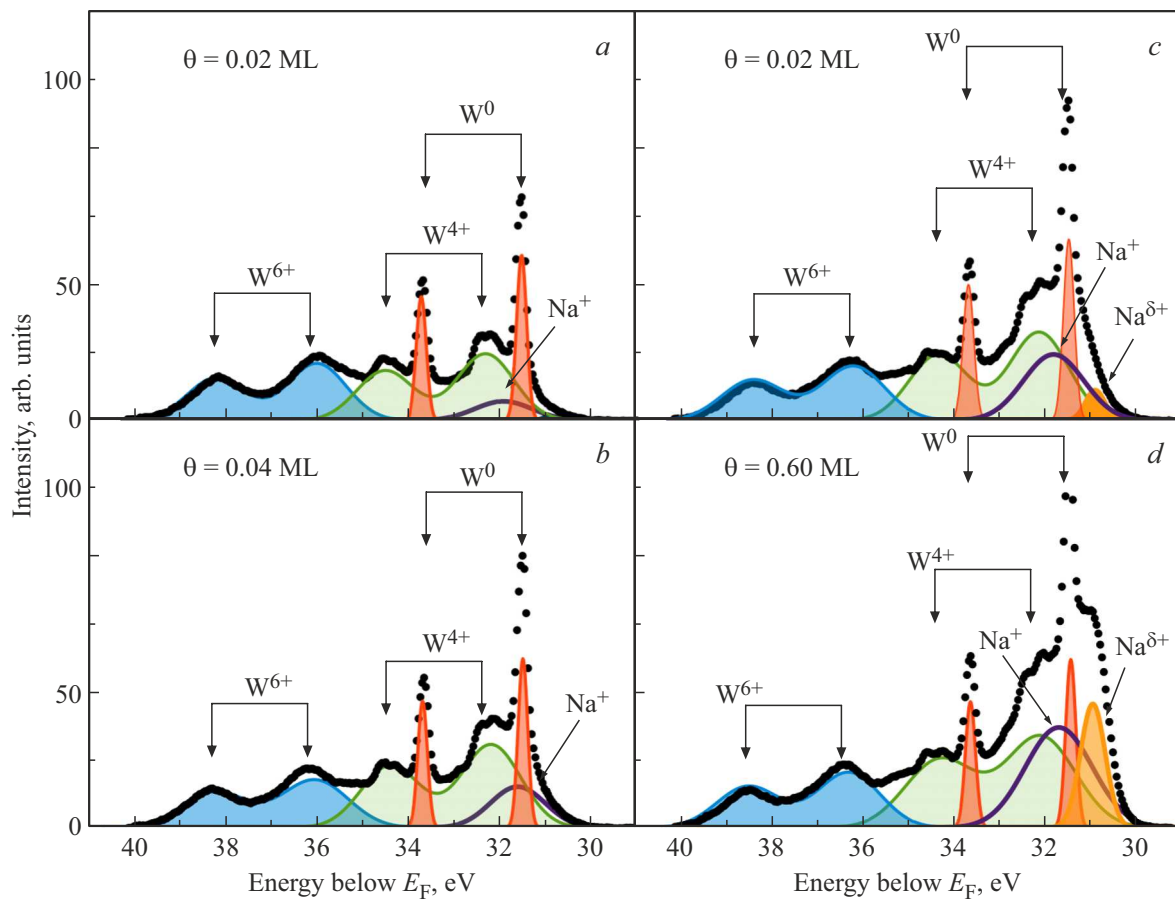 a
θ = 0.02 ML
W⁰
W⁴⁺
W⁶⁺
Na⁺
c
θ = 0.02 ML
W⁰
W⁴⁺
W⁶⁺
Na⁺
Naᵟ⁺
b
θ = 0.04 ML
W⁰
W⁴⁺
W⁶⁺
Na⁺
d
θ = 0.60 ML
W⁰
W⁴⁺
W⁶⁺
Na⁺
Naᵟ⁺
100
50
0
100
50
0
Intensity, arb. units
40 38 36 34 32 30
Energy below E_F, eV
40 38 36 34 32 30
Energy below E_F, eV